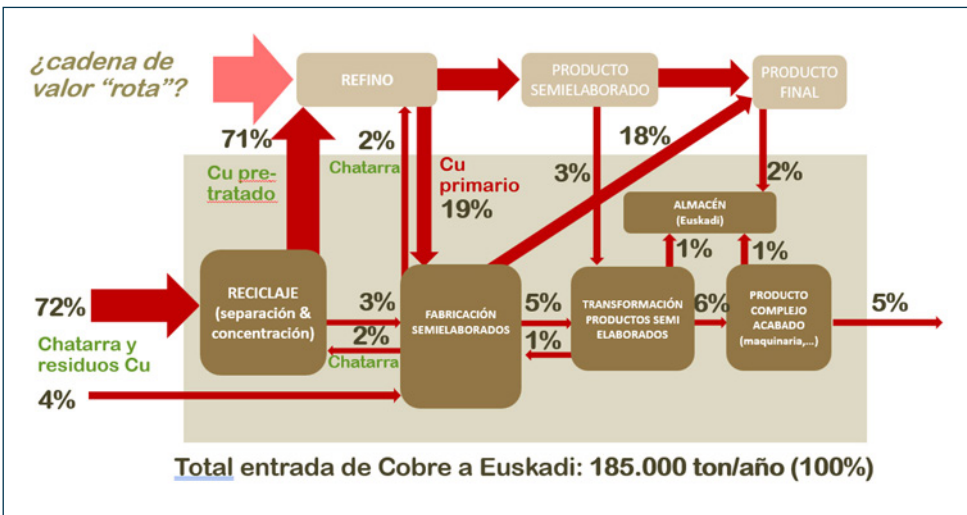 ¿cadena de
valor “rota”?
REFINO
PRODUCTO
SEMIELABORADO
PRODUCTO
FINAL
71%
2%
18%
Cu pre-
tratado
Chatarra
Cu
primario
19%
3%
2%
ALMACÉN
(Euskadi)
1%
1%
72%
RECICLAJE
(separación &
concentración)
3%
2%
Chatarra
FABRICACIÓN
SEMIELABORADOS
5%
1%
TRANSFORMACIÓN
PRODUCTOS SEMI
ELABORADOS
6%
PRODUCTO
COMPLEJO
ACABADO
(maquinaria,...)
5%
Chatarra y
residuos Cu
4%
Total entrada de Cobre a Euskadi: 185.000 ton/año (100%)